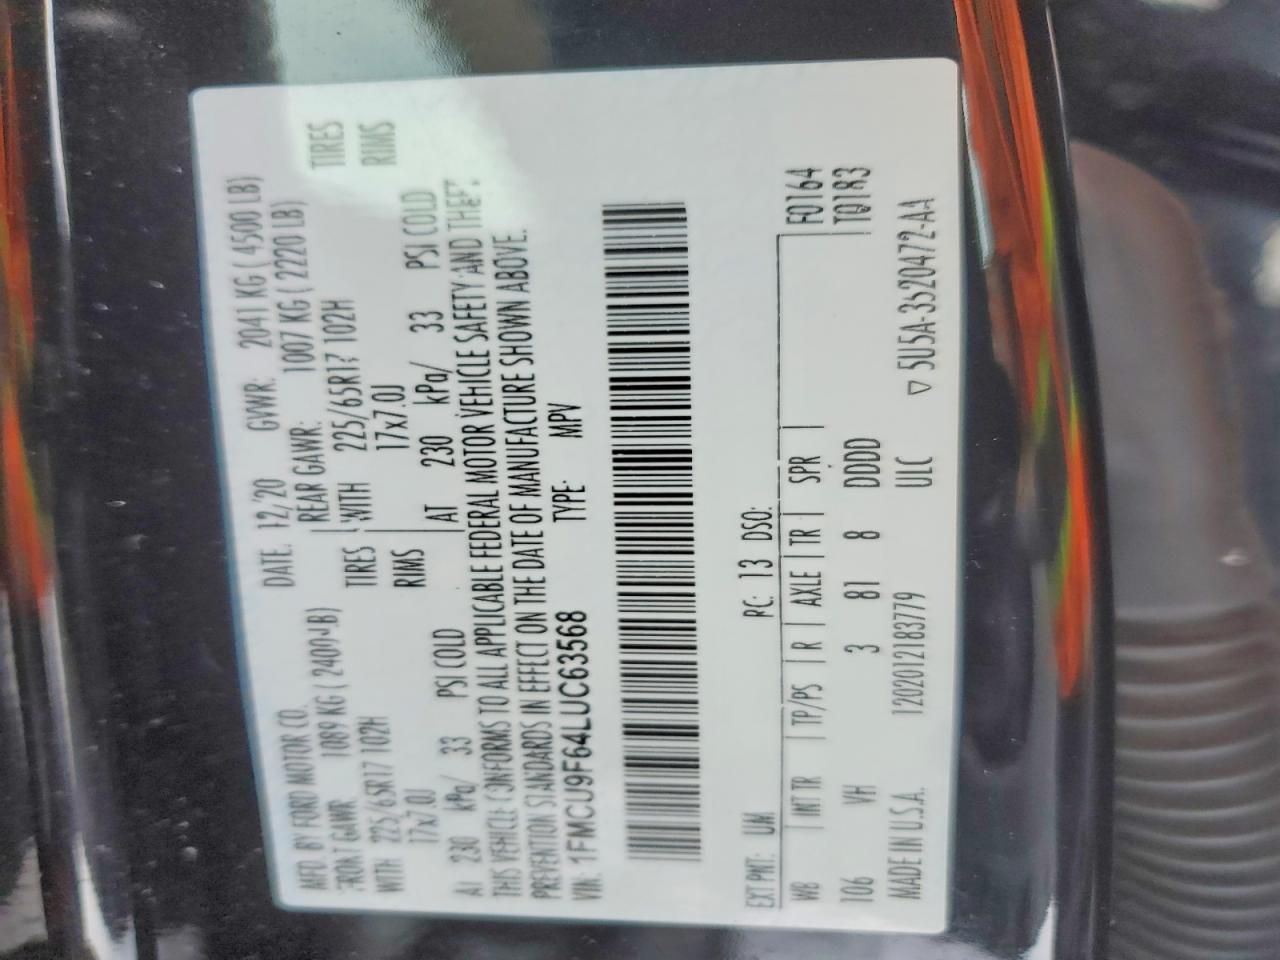 MFD. BY FORD MOTOR CO. DATE: 12/20 GVWR: 2041 KG ( 4500 LB)
FRONT GAWR: 1089 KG ( 2400 LB) REAR GAWR: 1007 KG ( 2220 LB)
WITH 225/65R17 102H TIRES WITH 225/65R17 102H TIRES
17x7.0J RIMS 17x7.0J RIMS
AT 230 kPa/ 33 PSI COLD AT 230 kPa/ 33 PSI COLD
THIS VEHICLE CONFORMS TO ALL APPLICABLE FEDERAL MOTOR VEHICLE SAFETY AND THEFT
PREVENTION STANDARDS IN EFFECT ON THE DATE OF MANUFACTURE SHOWN ABOVE.
VIN: 1FMCU9F64LUC63568 TYPE: MPV
EXT PNT: UM RC: 13 DSO: F0164
WB INT TR TP/PS R AXLE TR SPR T0183
106 VH 3 81 8 DDDD
MADE IN U.S.A. 1202012183779 ULC ▽ 5U5A-3520472-AA